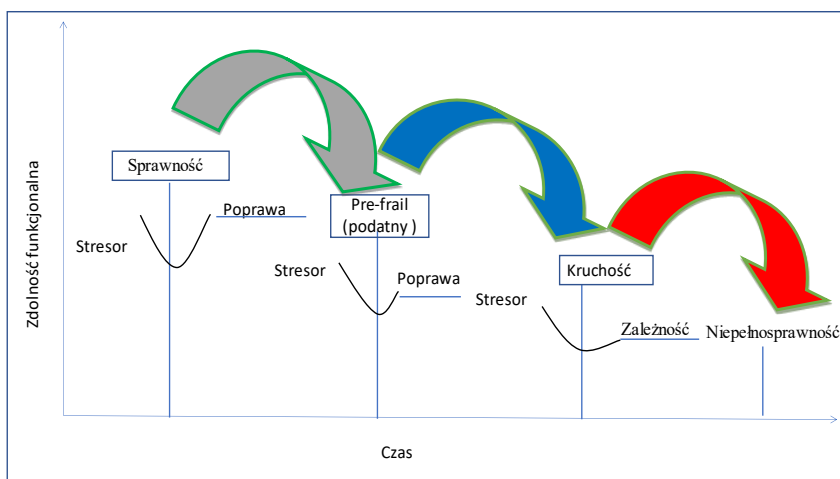 Zdolność funkcjonalna
Sprawność
Stresor
Poprawa
Pre-frail
(podatny )
Stresor
Poprawa
Kruchość
Stresor
Zależność
Niepełnosprawność
Czas